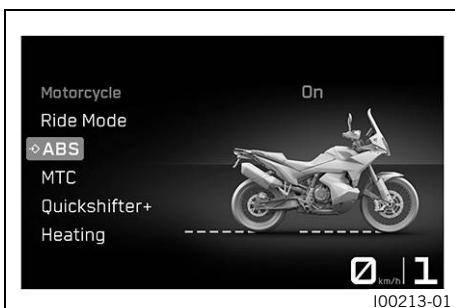 Motorcycle On
Ride Mode
ABS
MTC
Quickshifter+
Heating
0 km/h 1
I00213-01